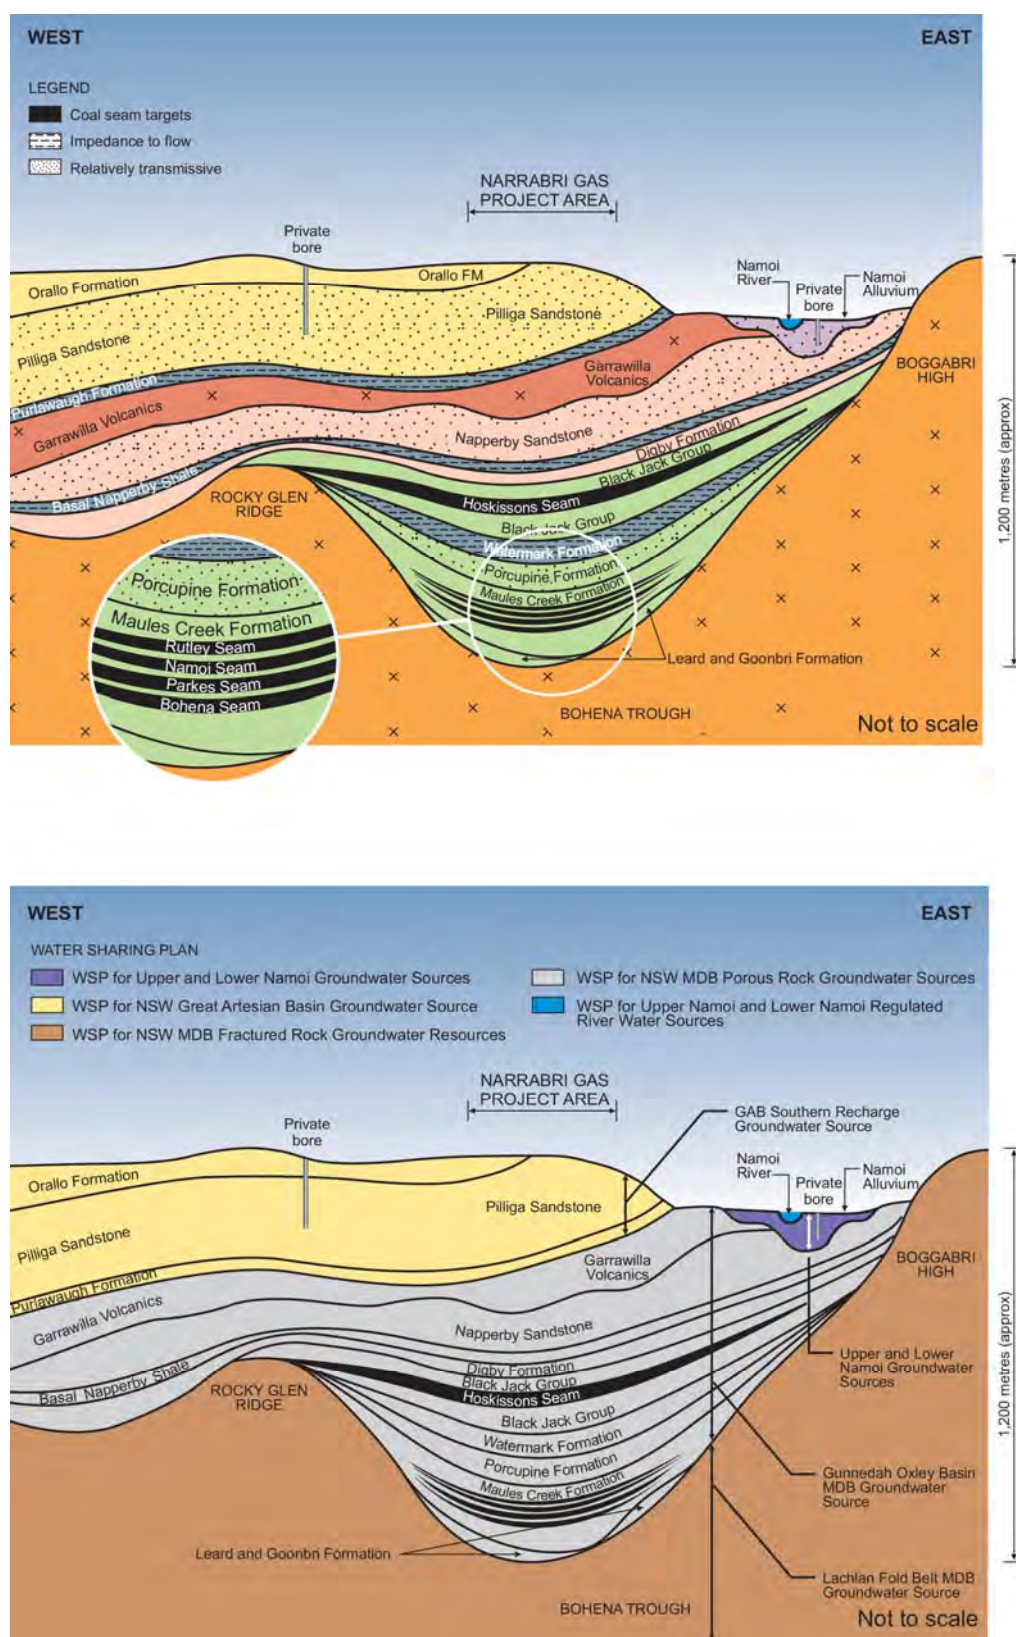 WEST
EAST
LEGEND
Coal seam targets
Impedance to flow
Relatively transmissive
NARRABRI GAS
PROJECT AREA
Private
bore
Orallo Formation
Orallo FM
Pilliga Sandstone
Pilliga Sandstone
Purlawaugh Formation
Garrawilla Volcanics
Garrawilla
Volcanics
Namoi
River
Private
bore
Namoi
Alluvium
BOGGABRI
HIGH
1,200 metres (approx)
Napperby Sandstone
Digby Formation
Black Jack Group
Basal Napperby Shale
ROCKY GLEN
RIDGE
Hoskissons Seam
Black Jack Group
Watermark Formation
Porcupine Formation
Maules Creek Formation
Porcupine Formation
Maules Creek Formation
Rutley Seam
Namoi Seam
Parkes Seam
Bohena Seam
Leard and Goonbri Formation
BOHENA TROUGH
Not to scale
WEST
EAST
WATER SHARING PLAN
WSP for Upper and Lower Namoi Groundwater Sources
WSP for NSW Great Artesian Basin Groundwater Source
WSP for NSW MDB Fractured Rock Groundwater Resources
WSP for NSW MDB Porous Rock Groundwater Sources
WSP for Upper Namoi and Lower Namoi Regulated
River Water Sources
NARRABRI GAS
PROJECT AREA
GAB Southern Recharge
Groundwater Source
Private
bore
Orallo Formation
Pilliga Sandstone
Pilliga Sandstone
Purlawaugh Formation
Garrawilla Volcanics
Garrawilla
Volcanics
Namoi
River
Private
bore
Namoi
Alluvium
BOGGABRI
HIGH
1,200 metres (approx)
Napperby Sandstone
Basal Napperby Shale
ROCKY GLEN
RIDGE
Digby Formation
Black Jack Group
Hoskissons Seam
Black Jack Group
Watermark Formation
Porcupine Formation
Maules Creek Formation
Upper and Lower
Namoi Groundwater
Sources
Gunnedah Oxley Basin
MDB Groundwater
Source
Leard and Goonbri Formation
Lachlan Fold Belt MDB
Groundwater Source
BOHENA TROUGH
Not to scale